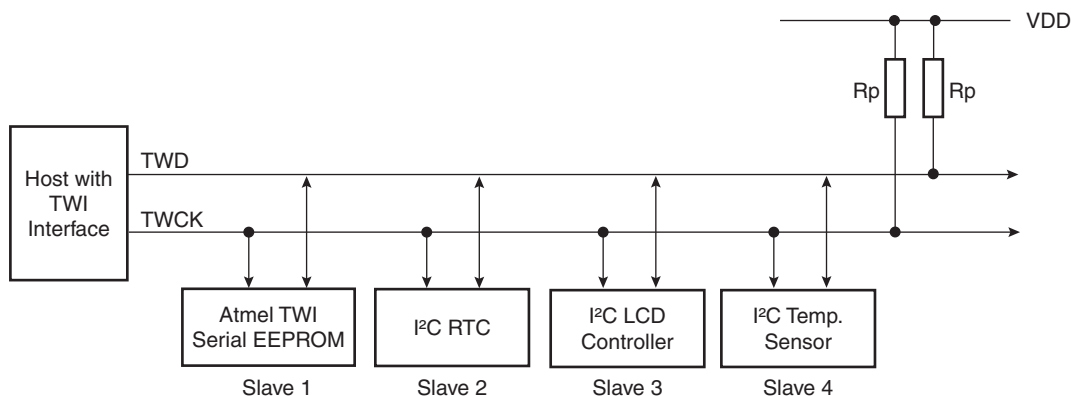 VDD
Rp
Rp
Host with
TWI
Interface
TWD
TWCK
Atmel TWI
Serial EEPROM
I²C RTC
I²C LCD
Controller
I²C Temp.
Sensor
Slave 1
Slave 2
Slave 3
Slave 4